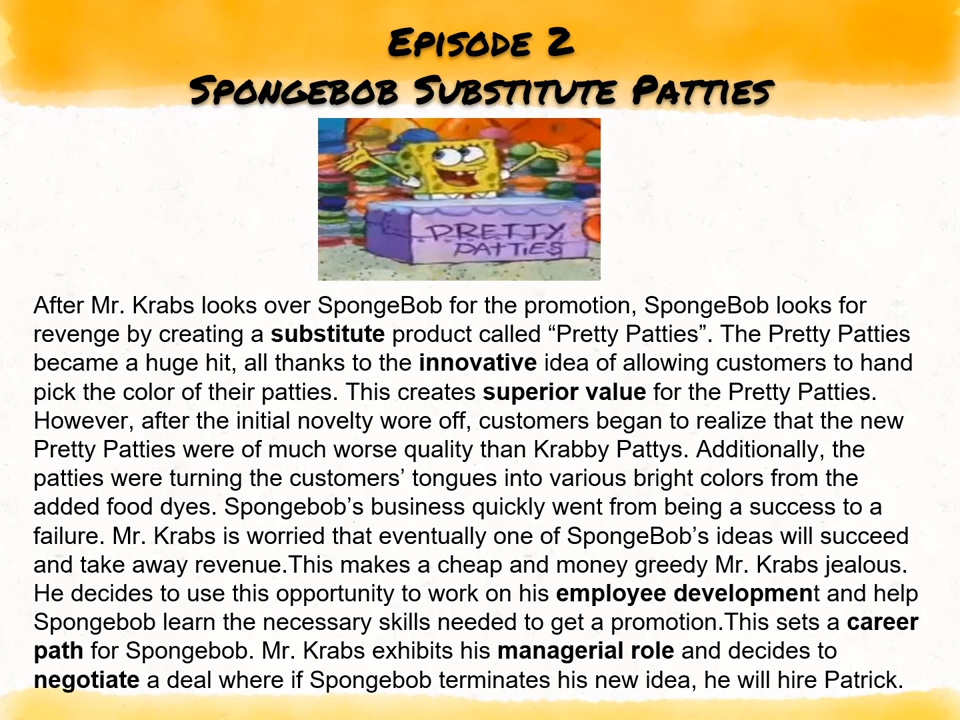 Episode 2
Spongebob Substitute Patties
PRETTY
PATTIES
After Mr. Krabs looks over SpongeBob for the promotion, SpongeBob looks for
revenge by creating a substitute product called “Pretty Patties”. The Pretty Patties
became a huge hit, all thanks to the innovative idea of allowing customers to hand
pick the color of their patties. This creates superior value for the Pretty Patties.
However, after the initial novelty wore off, customers began to realize that the new
Pretty Patties were of much worse quality than Krabby Pattys. Additionally, the
patties were turning the customers’ tongues into various bright colors from the
added food dyes. Spongebob’s business quickly went from being a success to a
failure. Mr. Krabs is worried that eventually one of SpongeBob’s ideas will succeed
and take away revenue.This makes a cheap and money greedy Mr. Krabs jealous.
He decides to use this opportunity to work on his employee development and help
Spongebob learn the necessary skills needed to get a promotion.This sets a career
path for Spongebob. Mr. Krabs exhibits his managerial role and decides to
negotiate a deal where if Spongebob terminates his new idea, he will hire Patrick.